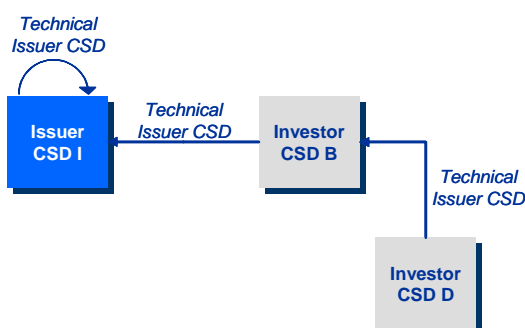 Technical
Issuer CSD
Issuer
CSD I
Technical
Issuer CSD
Investor
CSD B
Technical
Issuer CSD
Investor
CSD D